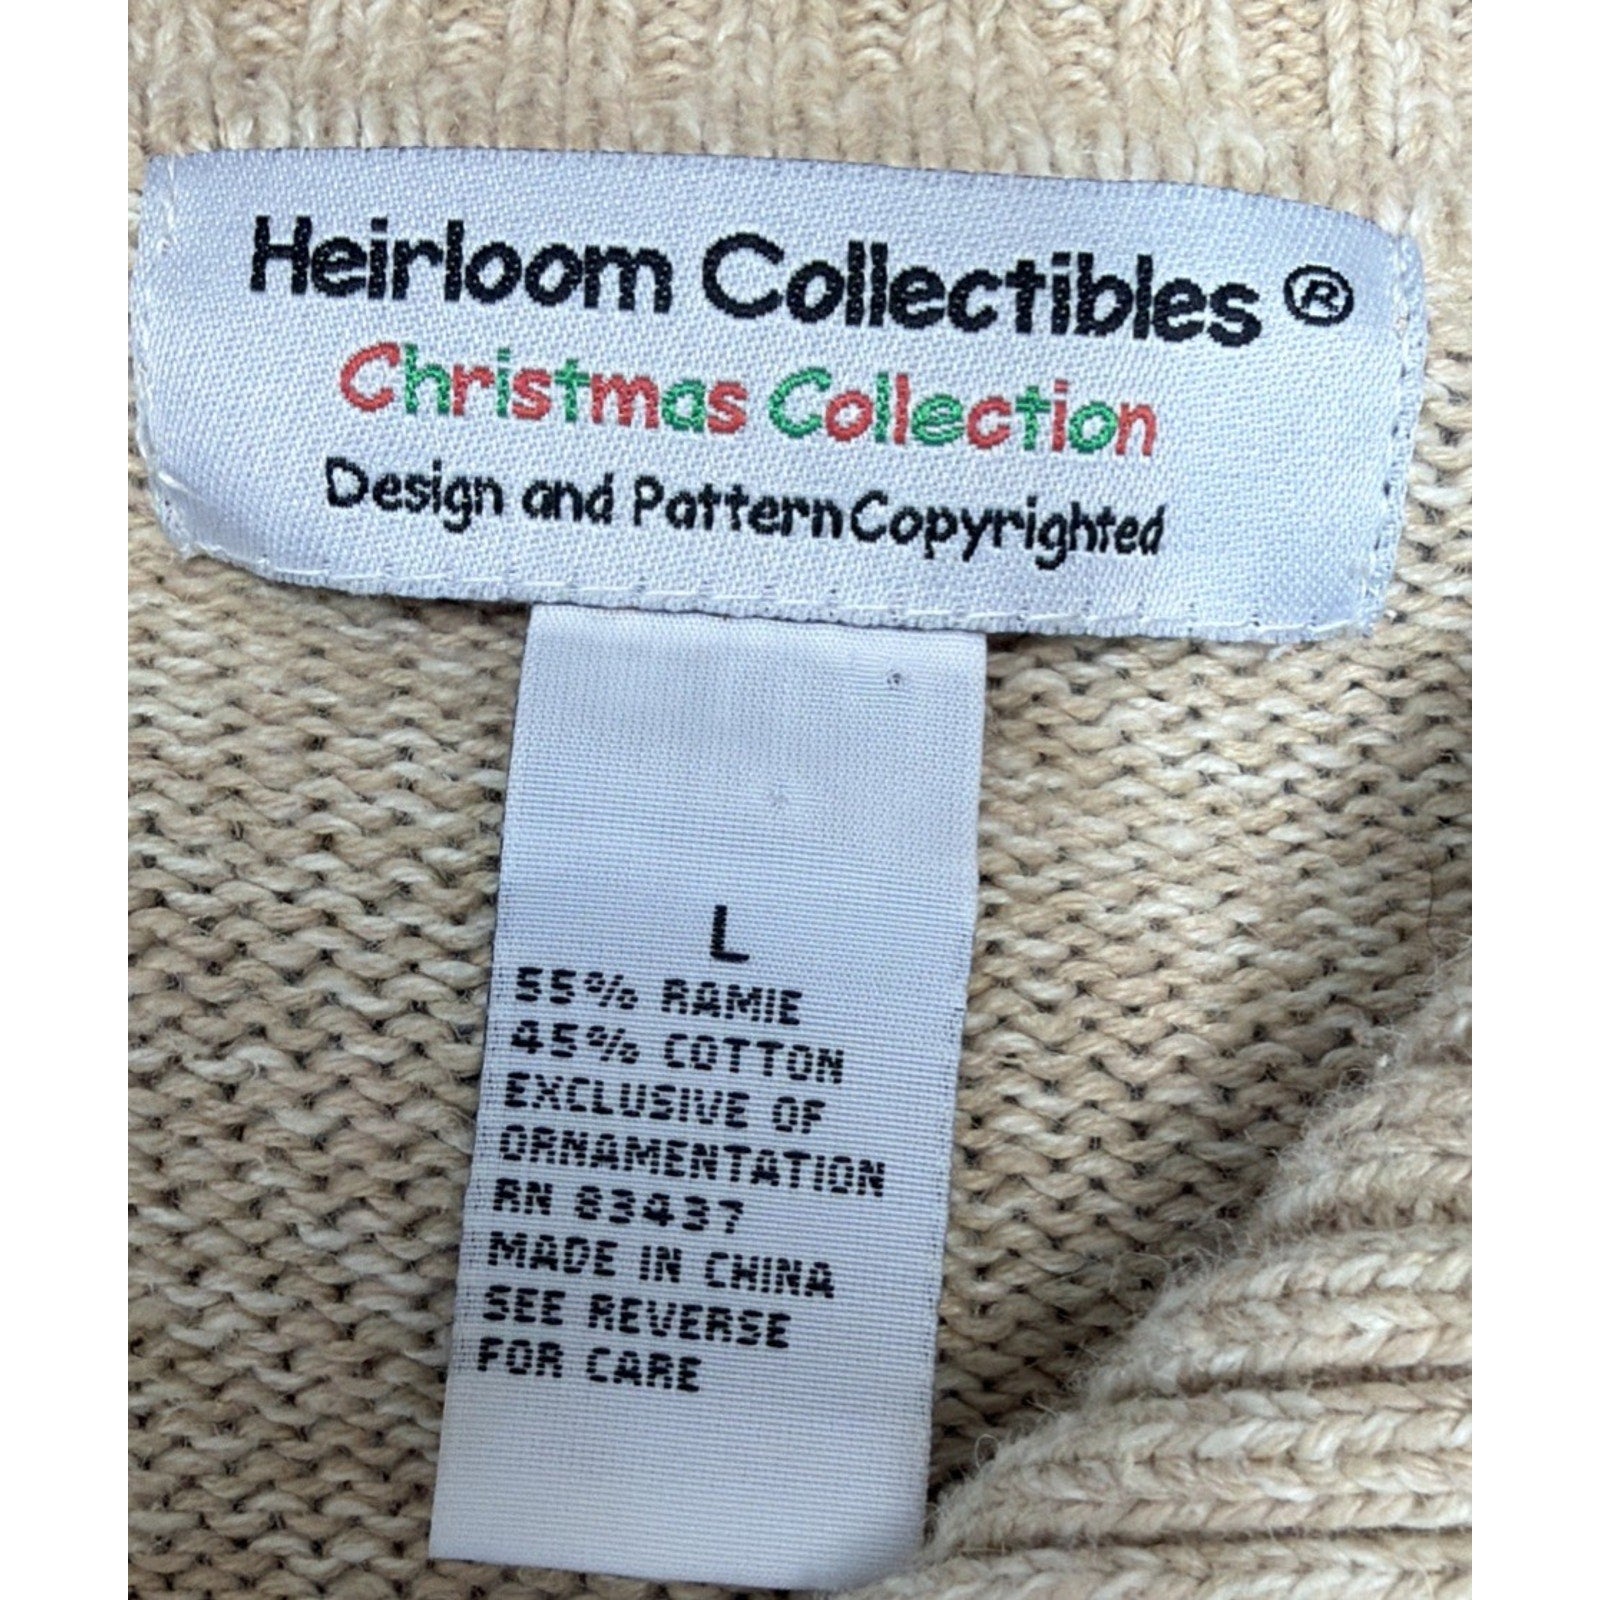 Heirloom Collectibles ®
Christmas Collection
Design and Pattern Copyrighted
L
55% RAMIE
45% COTTON
EXCLUSIVE OF
ORNAMENTATION
RN 83437
MADE IN CHINA
SEE REVERSE
FOR CARE